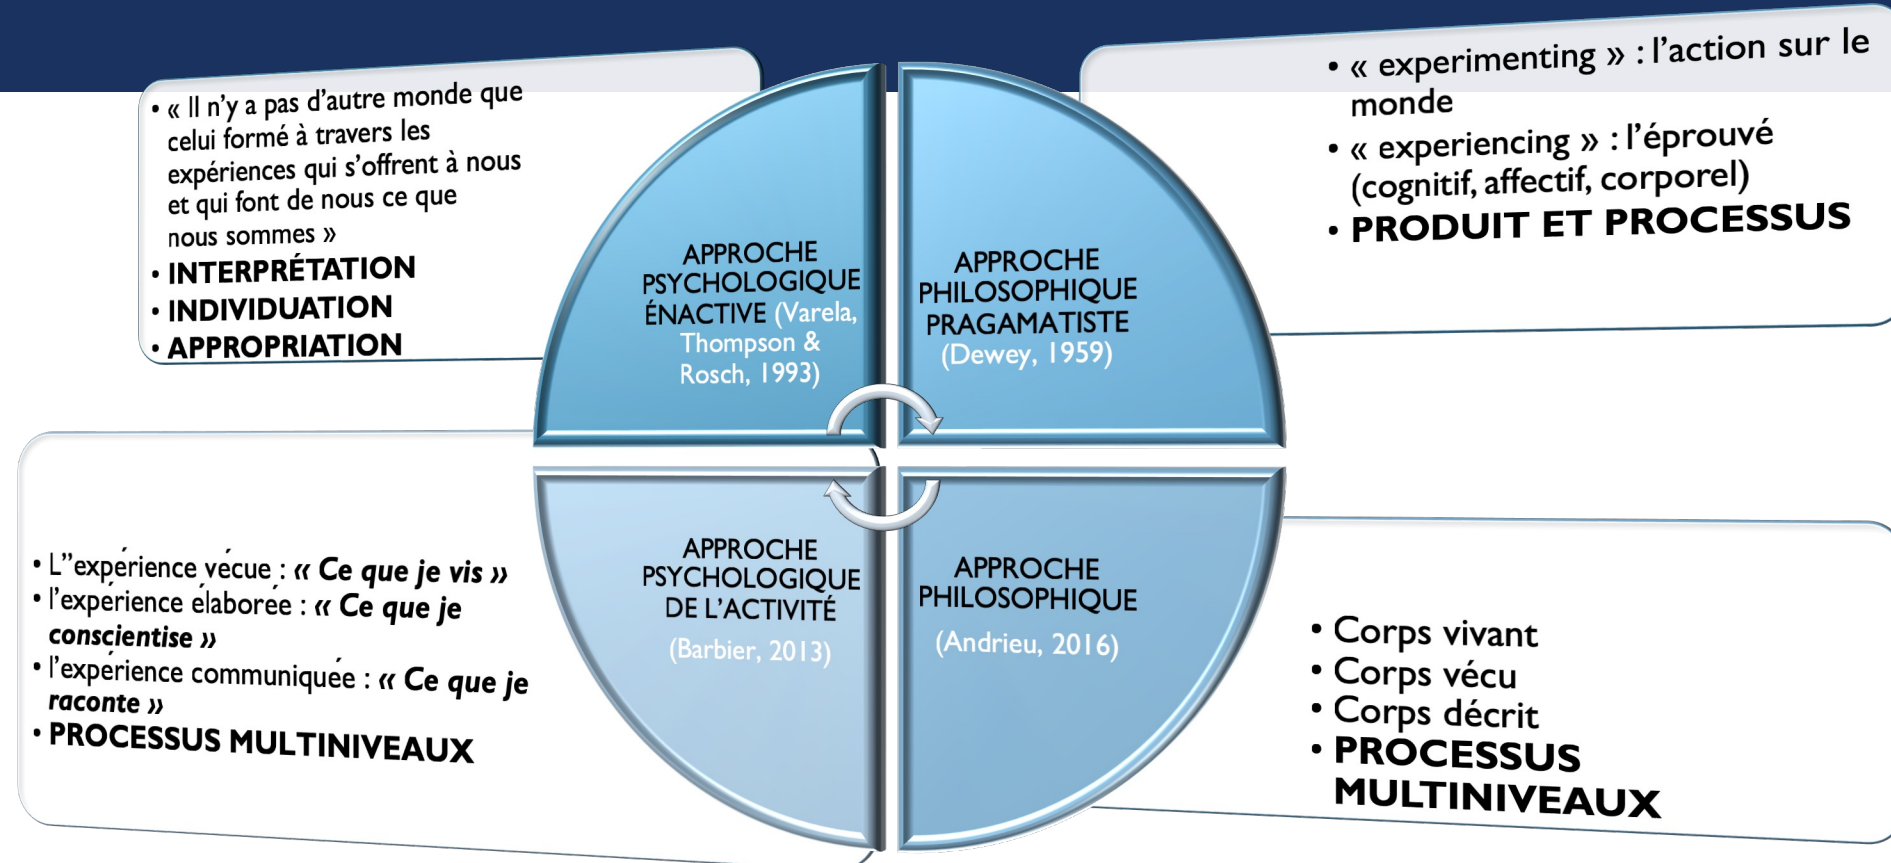 • « Il n'y a pas d'autre monde que
celui formé à travers les
expériences qui s'offrent à nous
et qui font de nous ce que
nous sommes »
• INTERPRÉTATION
• INDIVIDUATION
• APPROPRIATION
APPROCHE
PSYCHOLOGIQUE
ÉNACTIVE (Varela,
Thompson &
Rosch, 1993)
APPROCHE
PHILOSOPHIQUE
PRAGAMATISTE
(Dewey, 1959)
• « experimenting » : l'action sur le
monde
• « experiencing » : l'éprouvé
(cognitif, affectif, corporel)
• PRODUIT ET PROCESSUS
• L''expérience vécue : « Ce que je vis »
• l'expérience élaborée : « Ce que je
conscientise »
• l'expérience communiquée : « Ce que je
raconte »
• PROCESSUS MULTINIVEAUX
APPROCHE
PSYCHOLOGIQUE
DE L'ACTIVITÉ
(Barbier, 2013)
APPROCHE
PHILOSOPHIQUE
(Andrieu, 2016)
• Corps vivant
• Corps vécu
• Corps décrit
• PROCESSUS
MULTINIVEAUX